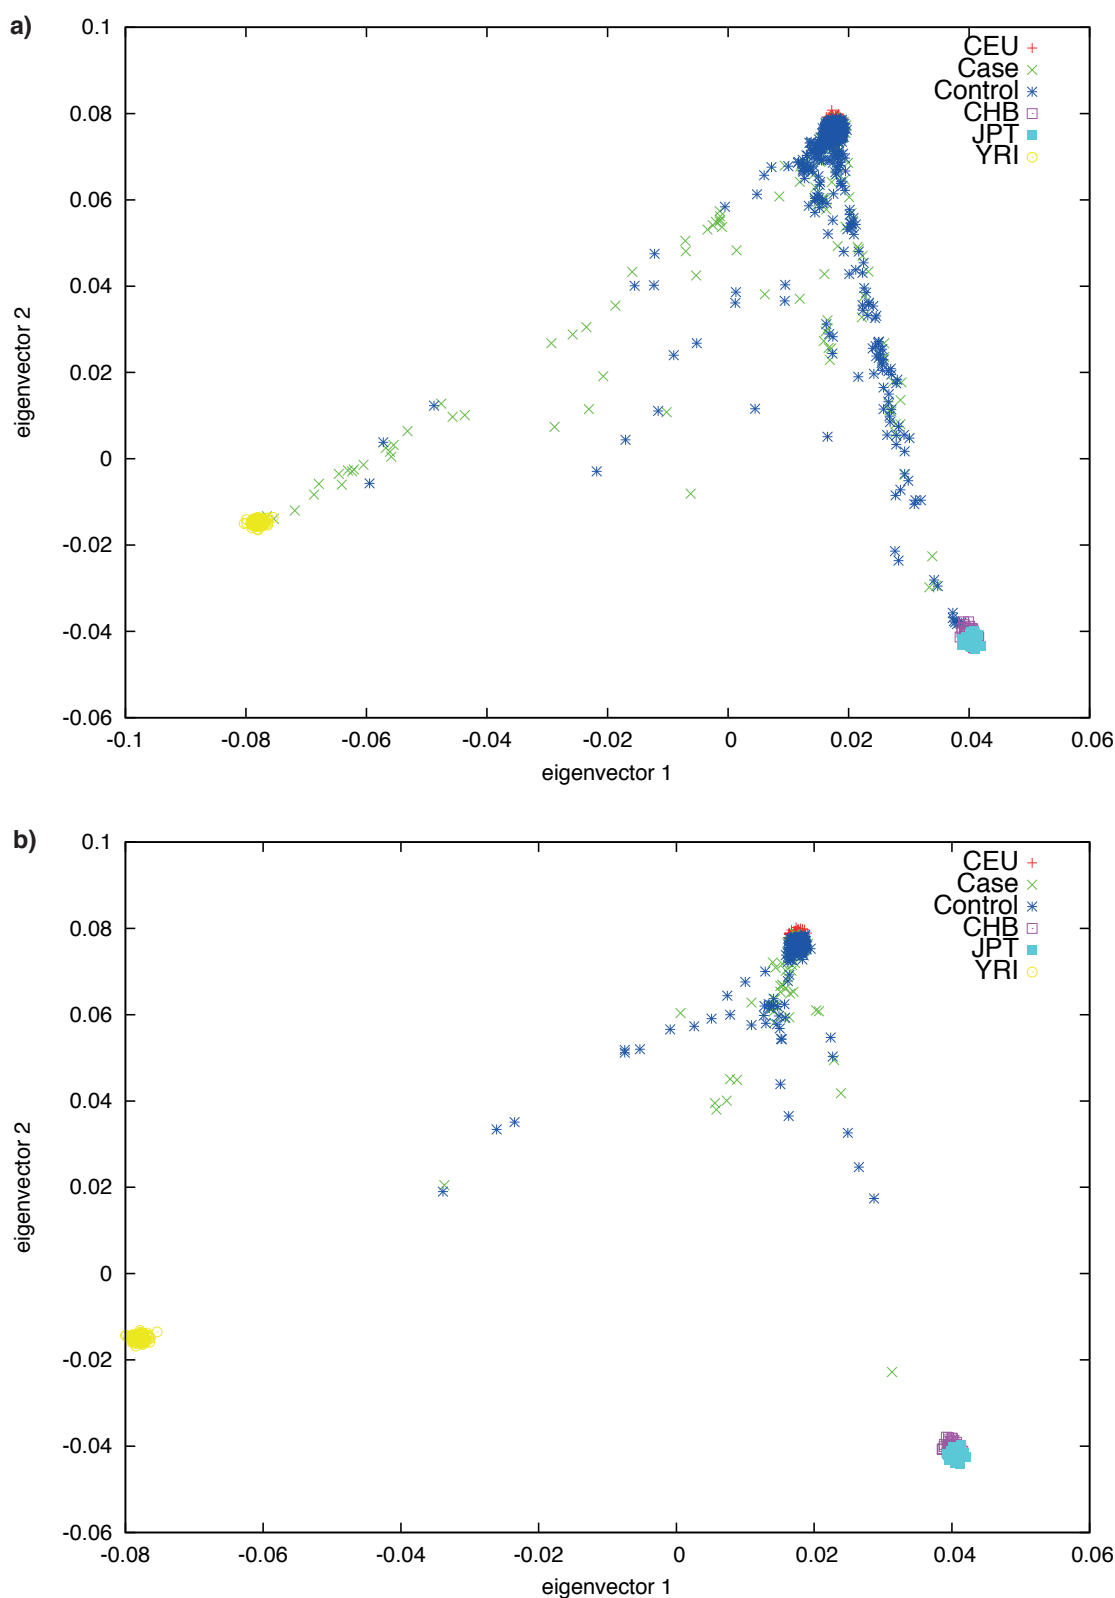 a)
0.1
0.08
0.06
0.04
0.02
0
-0.02
-0.04
-0.06
eigenvector 2
-0.1 -0.08 -0.06 -0.04 -0.02 0 0.02 0.04 0.06
eigenvector 1
CEU
Case
Control
CHB
JPT
YRI
b)
0.1
0.08
0.06
0.04
0.02
0
-0.02
-0.04
-0.06
eigenvector 2
-0.08 -0.06 -0.04 -0.02 0 0.02 0.04 0.06
eigenvector 1
CEU
Case
Control
CHB
JPT
YRI